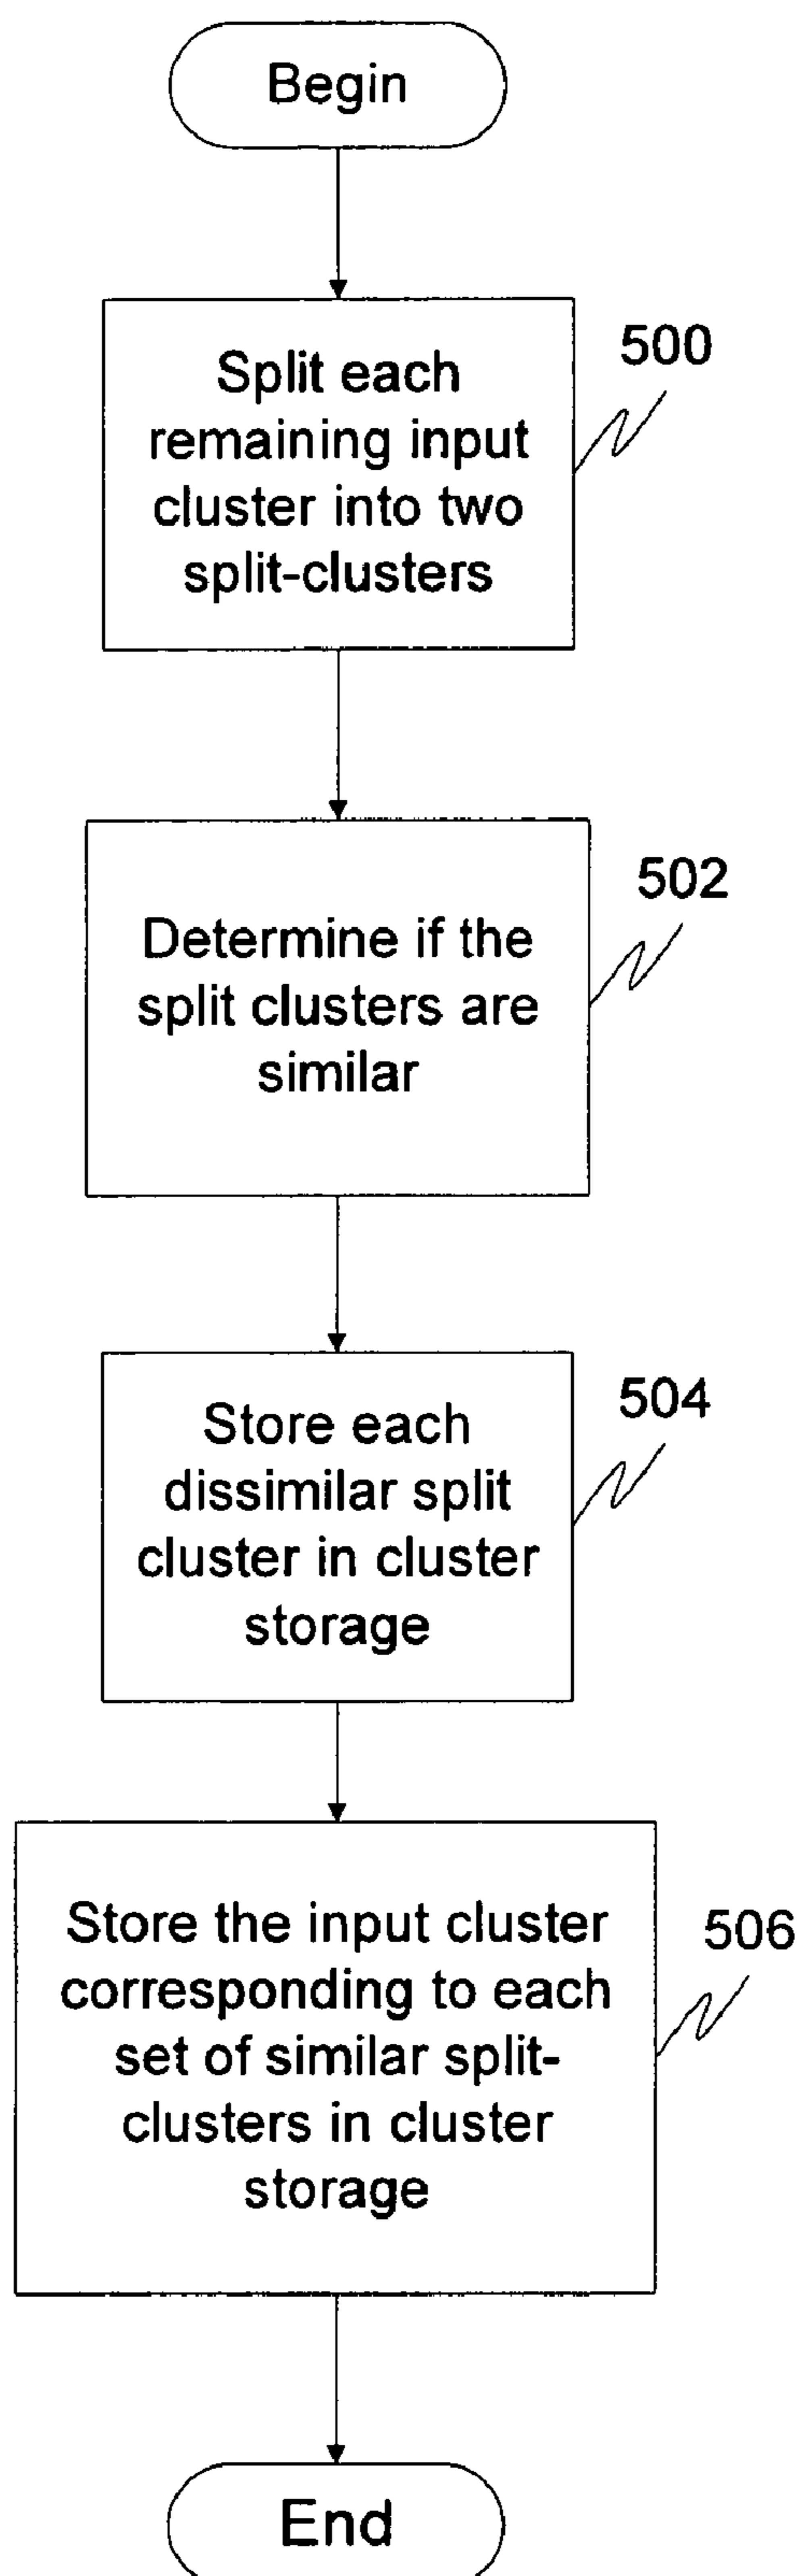 Begin
Split each
remaining input
cluster into two
split-clusters
500
Determine if the
split clusters are
similar
502
Store each
dissimilar split
cluster in cluster
storage
504
Store the input cluster
corresponding to each
set of similar split-
clusters in cluster
storage
506
End